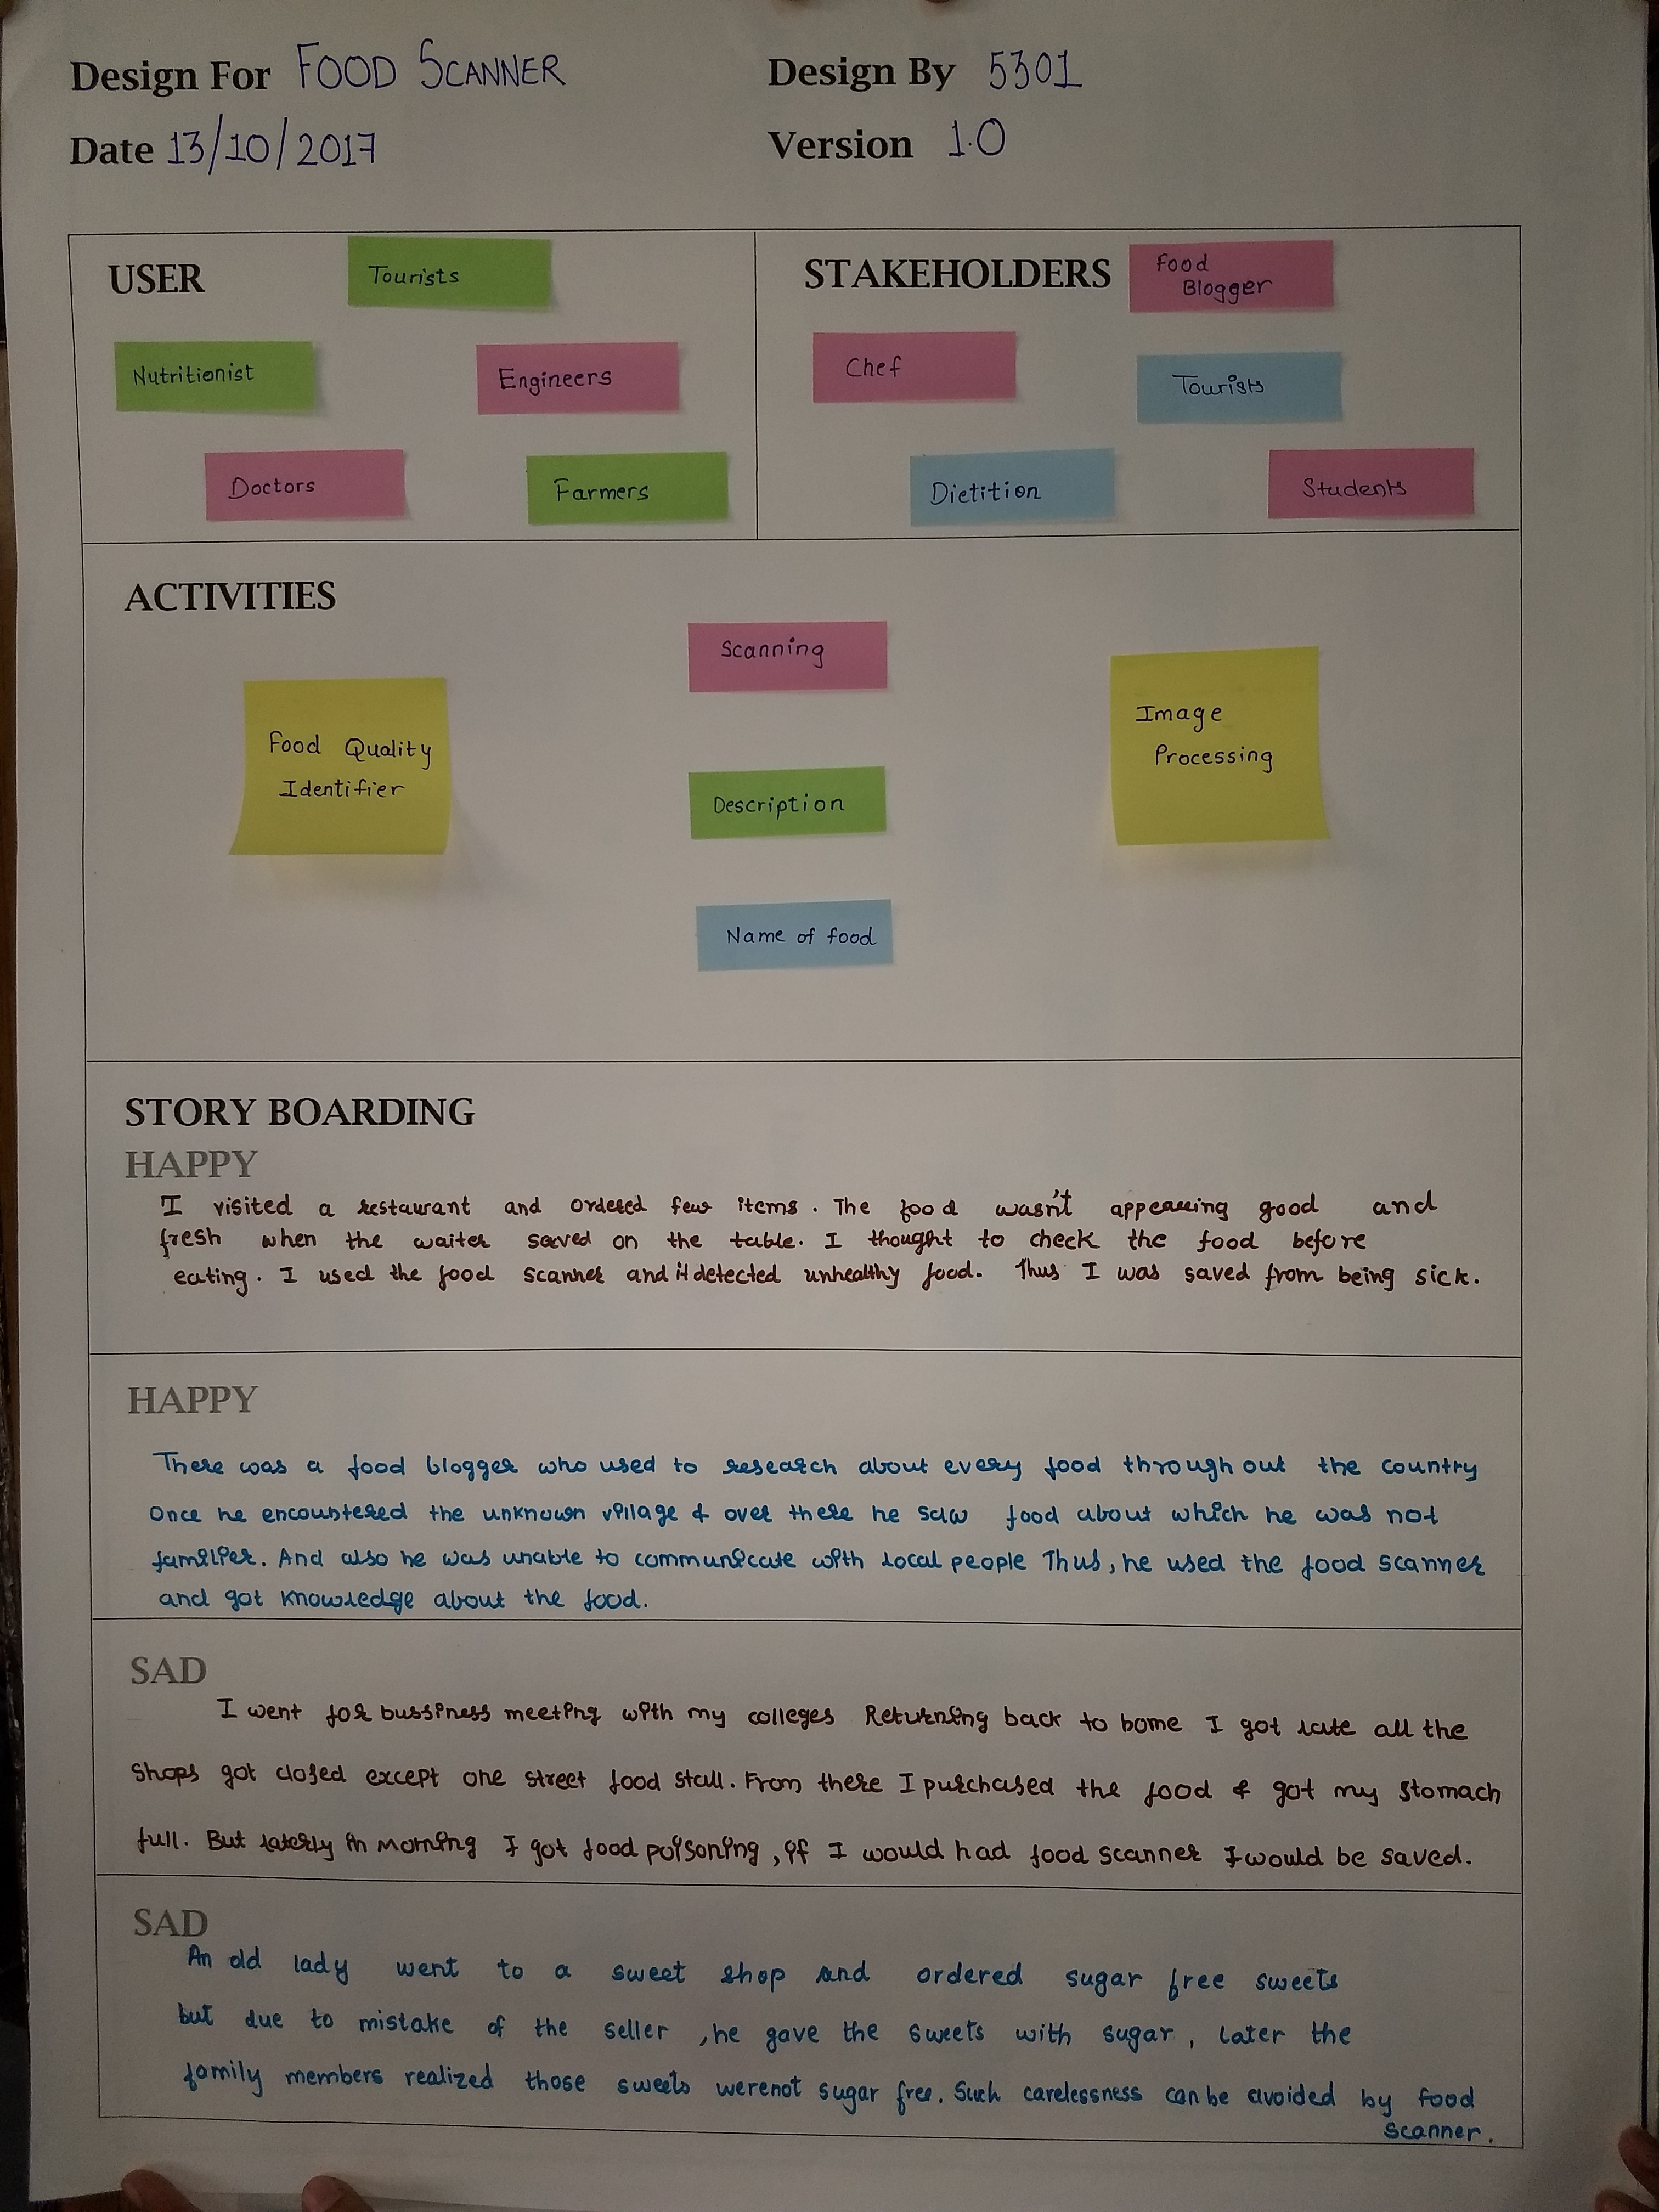 Design For FOOD SCANNER
Design By 5301
Date 13/10/2017
Version 1.0
USER
Tourists
Nutritionist
Engineers
Doctors
Farmers
STAKEHOLDERS
Food
Blogger
Chef
Tourists
Dietition
Students
ACTIVITIES
Scanning
Food Quality
Identifier
Image
Processing
Description
Name of food
STORY BOARDING
HAPPY
I visited a restaurant and ordered few items. The food wasn't appearing good and
fresh when the waiter served on the table. I thought to check the food before
eating. I used the food scanner and it detected unhealthy food. Thus I was saved from being sick.
HAPPY
There was a food blogger who used to research about every food through out the country
Once he encountered the unknown village & over there he saw food about which he was not
familier. And also he was unable to communicate with local people Thus, he used the food scanner
and got knowledge about the food.
SAD
I went for bussiness meeting with my colleges Returning back to home I got late all the
shops got closed except one street food stall. From there I purchased the food & got my stomach
full. But laterly in morning I got food poisoning, if I would had food scanner I would be saved.
SAD
An old lady went to a sweet shop and ordered sugar free sweets
but due to mistake of the seller, he gave the sweets with sugar, later the
family members realized those sweets werenot sugar free. Such carelessness can be avoided by food
scanner.